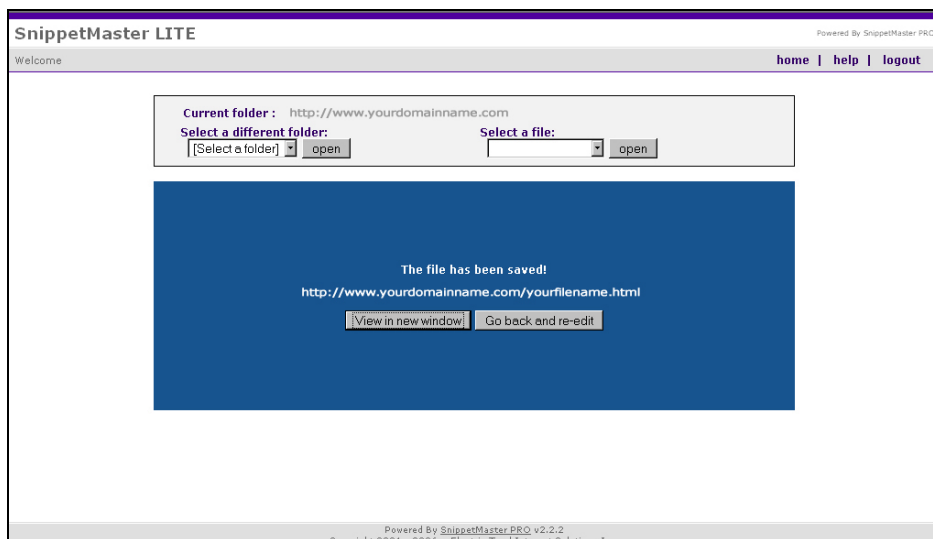 SnippetMaster LITE
Powered By SnippetMaster PRO
Welcome
home | help | logout
Current folder : http://www.yourdomainname.com
Select a different folder: Select a file:
[Select a folder] open open
The file has been saved!
http://www.yourdomainname.com/yourfilename.html
View in new window Go back and re-edit
Powered By SnippetMaster PRO v2.2.2